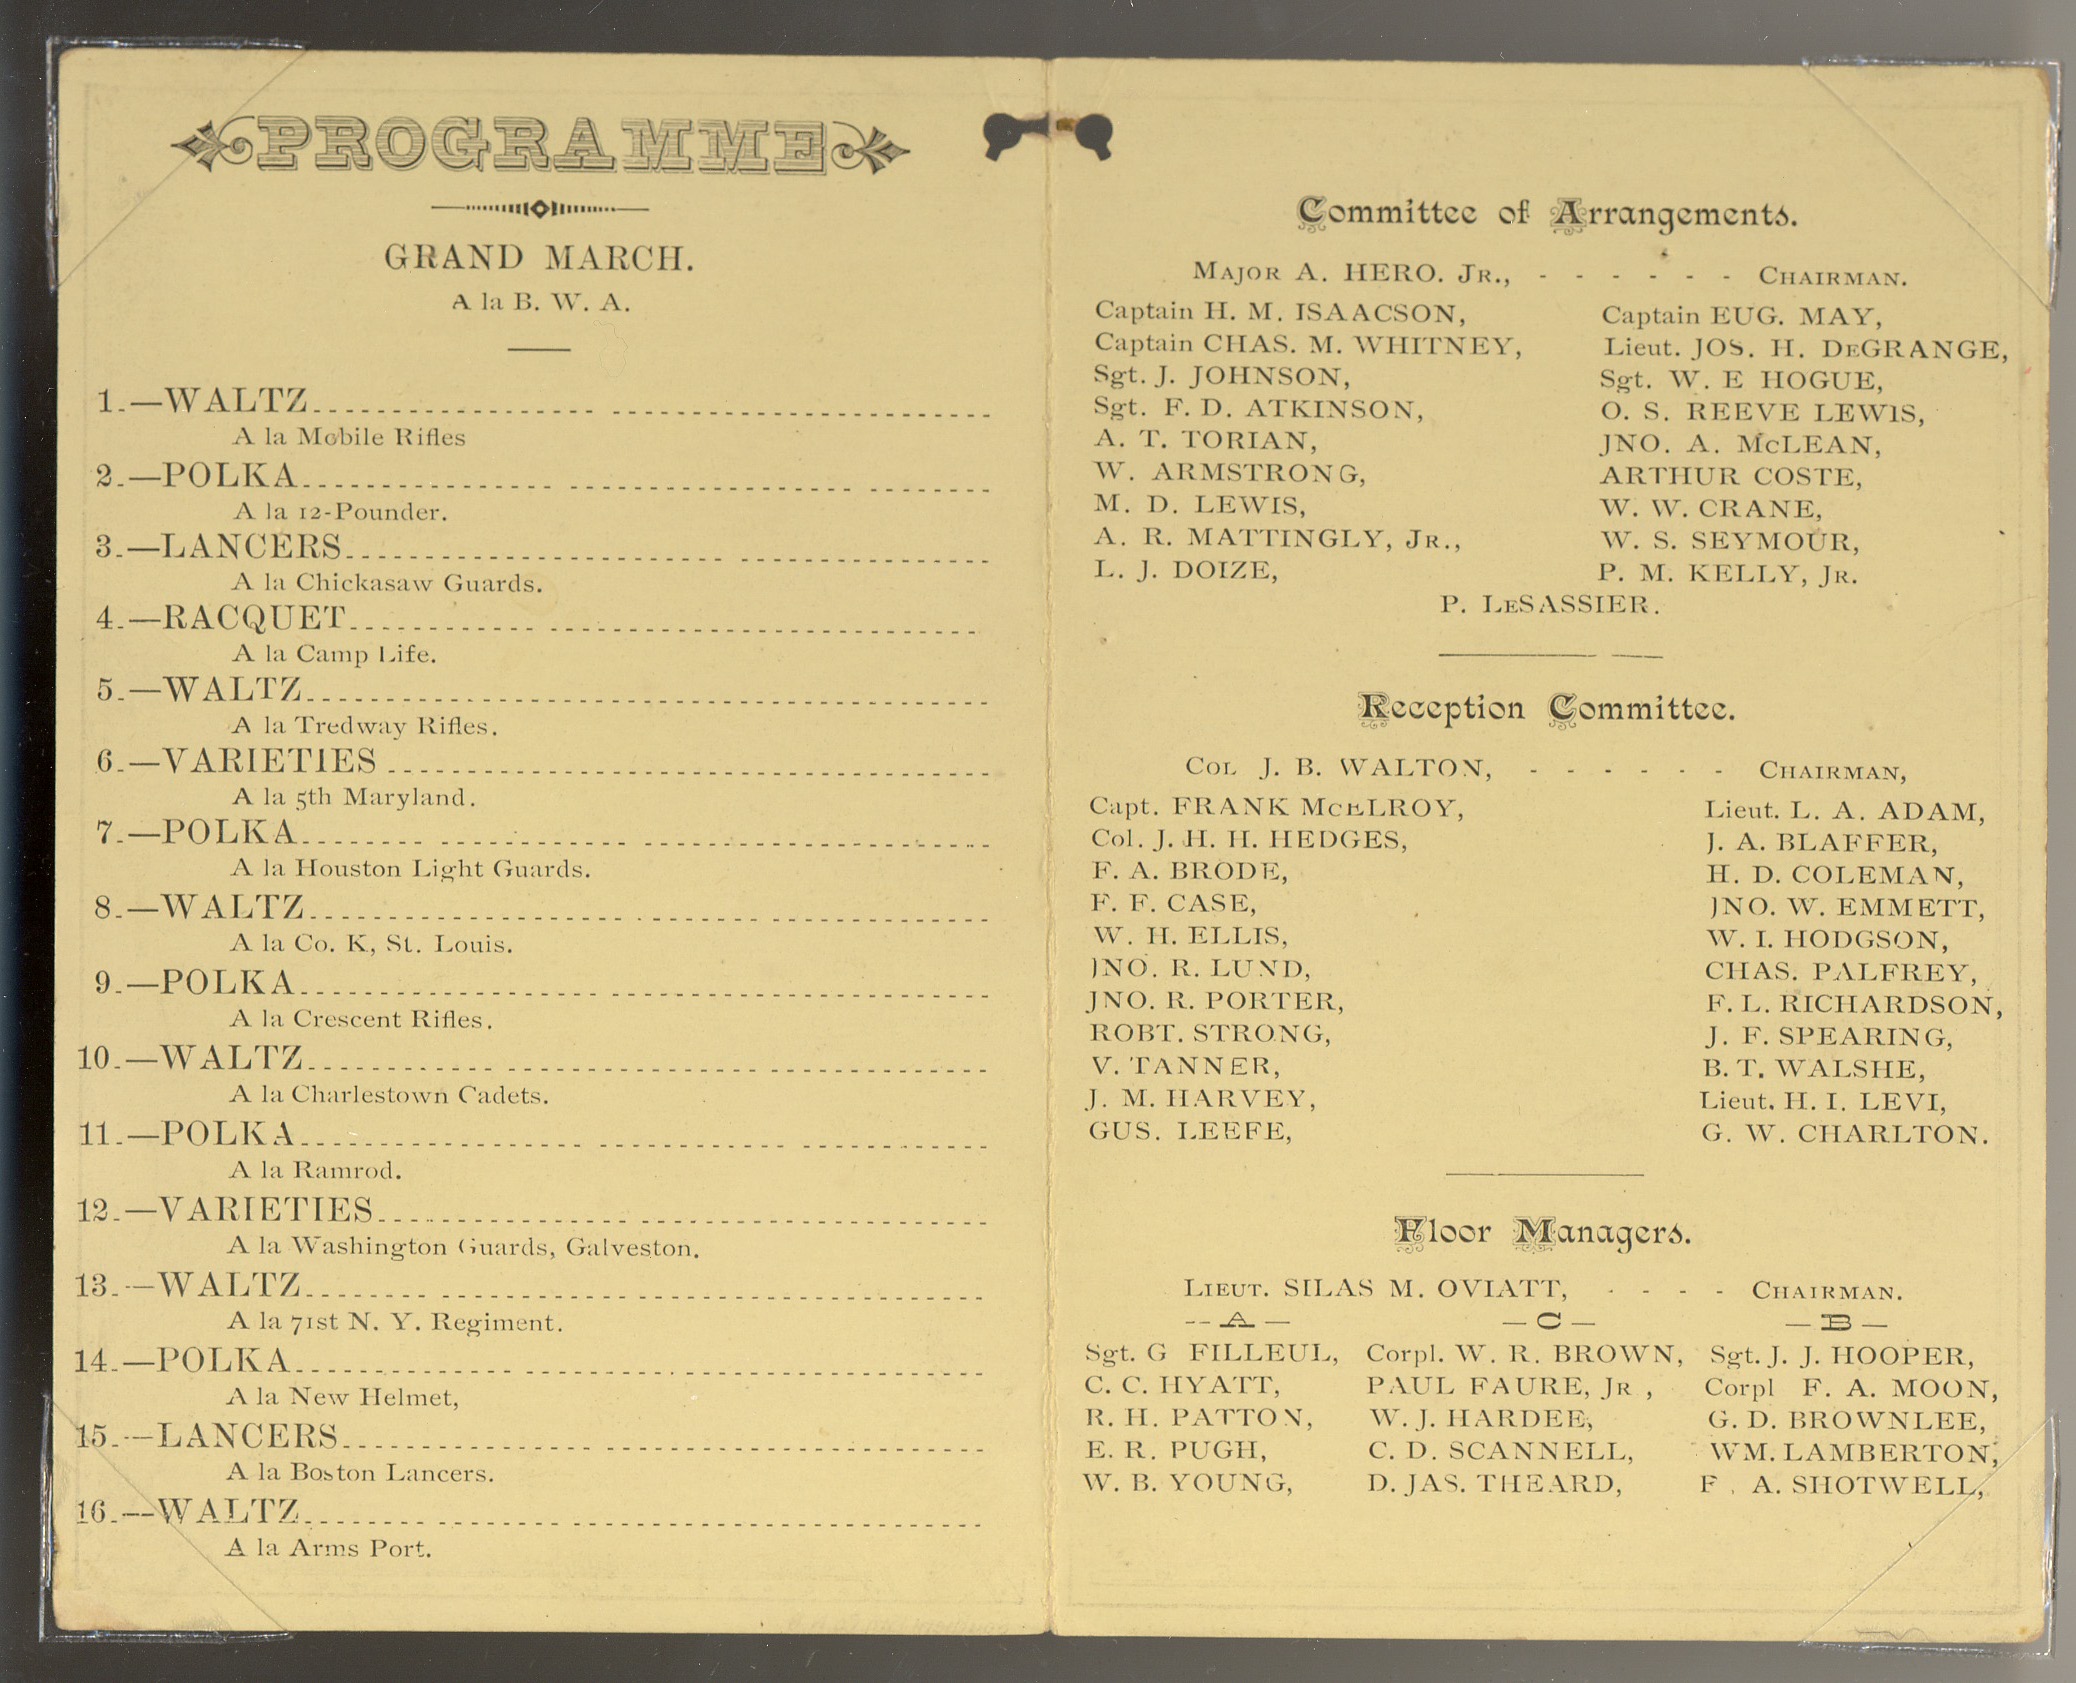 PROGRAMME
GRAND MARCH.
A la B. W. A.
1.—WALTZ
A la Mobile Rifles
2.—POLKA
A la 12-Pounder.
3.—LANCERS
A la Chickasaw Guards.
4.—RACQUET
A la Camp Life.
5.—WALTZ
A la Tredway Rifles.
6.—VARIETIES
A la 5th Maryland.
7.—POLKA
A la Houston Light Guards.
8.—WALTZ
A la Co. K, St. Louis.
9.—POLKA
A la Crescent Rifles.
10.—WALTZ
A la Charlestown Cadets.
11.—POLKA
A la Ramrod.
12.—VARIETIES
A la Washington Guards, Galveston.
13.—WALTZ
A la 71st N. Y. Regiment.
14.—POLKA
A la New Helmet,
15.—LANCERS
A la Boston Lancers.
16.—WALTZ
A la Arms Port.
Committee of Arrangements.
MAJOR A. HERO. JR., - - - - - - CHAIRMAN.
Captain H. M. ISAACSON, Captain EUG. MAY,
Captain CHAS. M. WHITNEY, Lieut. JOS. H. DEGRANGE,
Sgt. J. JOHNSON, Sgt. W. E HOGUE,
Sgt. F. D. ATKINSON, O. S. REEVE LEWIS,
A. T. TORIAN, JNO. A. MCLEAN,
W. ARMSTRONG, ARTHUR COSTE,
M. D. LEWIS, W. W. CRANE,
A. R. MATTINGLY, JR., W. S. SEYMOUR,
L. J. DOIZE, P. M. KELLY, JR.
P. LESASSIER.
Reception Committee.
COL J. B. WALTON, - - - - - - CHAIRMAN,
Capt. FRANK MCELROY, Lieut. L. A. ADAM,
Col. J. H. H. HEDGES, J. A. BLAFFER,
F. A. BRODE, H. D. COLEMAN,
F. F. CASE, JNO. W. EMMETT,
W. H. ELLIS, W. I. HODGSON,
JNO. R. LUND, CHAS. PALFREY,
JNO. R. PORTER, F. L. RICHARDSON,
ROBT. STRONG, J. F. SPEARING,
V. TANNER, B. T. WALSHE,
J. M. HARVEY, Lieut. H. I. LEVI,
GUS. LEEFE, G. W. CHARLTON.
Floor Managers.
LIEUT. SILAS M. OVIATT, - - - - CHAIRMAN.
—A— —C— —B—
Sgt. G FILLEUL, Corpl. W. R. BROWN, Sgt. J. J. HOOPER,
C. C. HYATT, PAUL FAURE, JR , Corpl F. A. MOON,
R. H. PATTON, W. J. HARDEE, G. D. BROWNLEE,
E. R. PUGH, C. D. SCANNELL, WM. LAMBERTON,
W. B. YOUNG, D. JAS. THEARD, F . A. SHOTWELL,